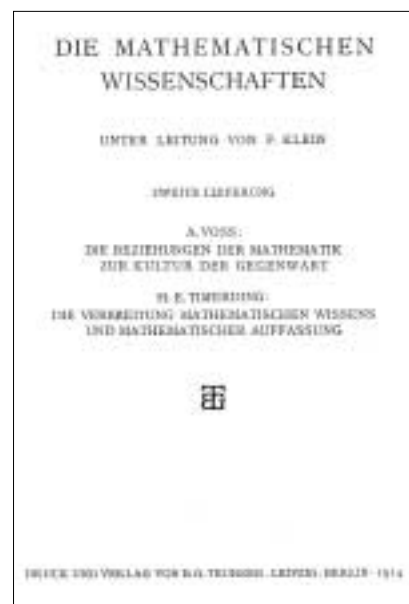 DIE MATHEMATISCHEN
WISSENSCHAFTEN
UNTER LEITUNG VON F. KLEIN
ZWEITE LIEFERUNG
A. VOSS:
DIE BEZIEHUNGEN DER MATHEMATIK
ZUR KULTUR DER GEGENWART
H. E. TIMERDING:
DIE VERBREITUNG MATHEMATISCHEN WISSENS
UND MATHEMATISCHER AUFFASSUNG
DRUCK UND VERLAG VON B. G. TEUBNER · LEIPZIG · BERLIN · 1914